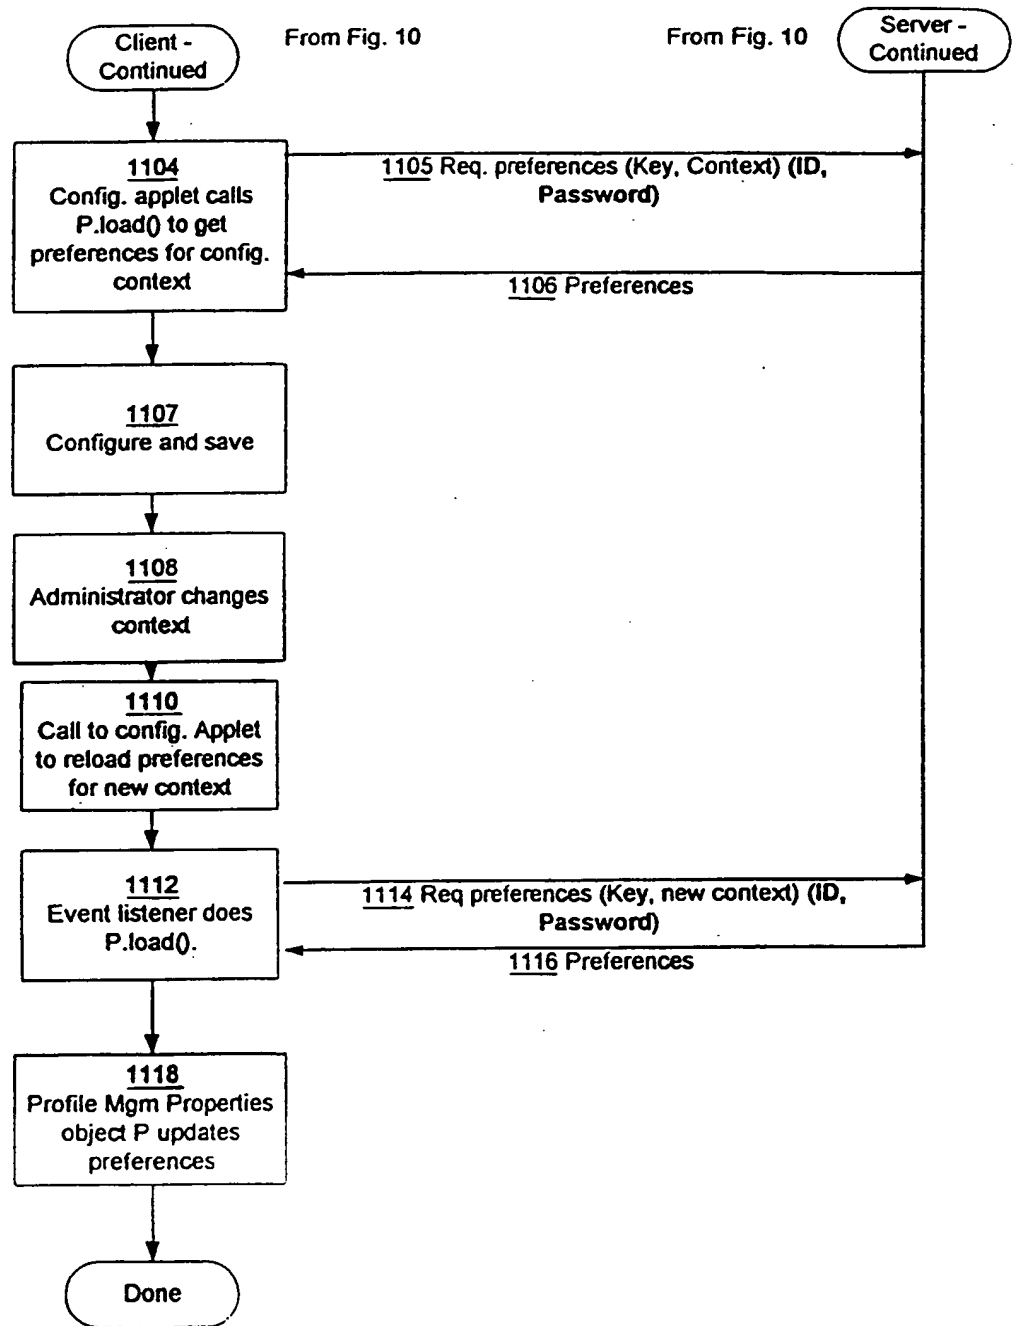 Client -
Continued
From Fig. 10
From Fig. 10
Server -
Continued
1104
Config. applet calls
P.load() to get
preferences for config.
context
1105 Req. preferences (Key, Context) (ID,
Password)
1106 Preferences
1107
Configure and save
1108
Administrator changes
context
1110
Call to config. Applet
to reload preferences
for new context
1112
Event listener does
P.load().
1114 Req preferences (Key, new context) (ID,
Password)
1116 Preferences
1118
Profile Mgm Properties
object P updates
preferences
Done